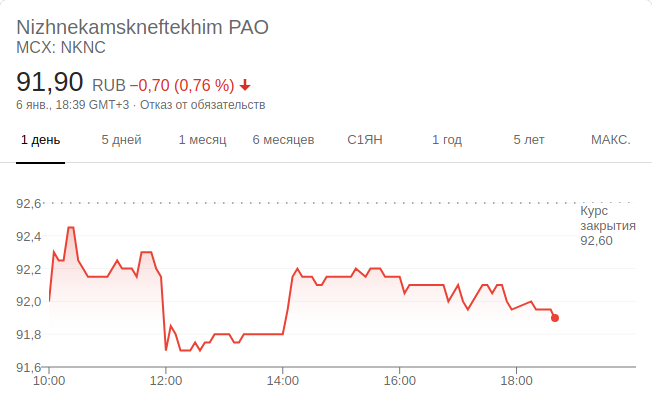 Nizhnekamskneftekhim PAO
MCX: NKNC
91,90 RUB −0,70 (0,76 %)
6 янв., 18:39 GMT+3 · Отказ от обязательств
1 день 5 дней 1 месяц 6 месяцев С1ЯН 1 год 5 лет МАКС.
92,6
Курс
закрытия
92,60
92,4
92,2
92,0
91,8
91,6
10:00 12:00 14:00 16:00 18:00